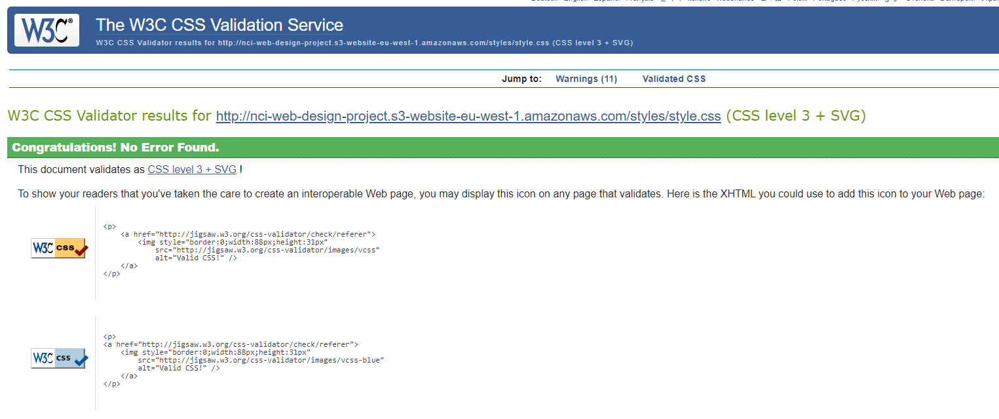 W3C®
The W3C CSS Validation Service
W3C CSS Validator results for http://nci-web-design-project.s3-website-eu-west-1.amazonaws.com/styles/style.css (CSS level 3 + SVG)
Jump to: Warnings (11) Validated CSS
W3C CSS Validator results for http://nci-web-design-project.s3-website-eu-west-1.amazonaws.com/styles/style.css (CSS level 3 + SVG)
Congratulations! No Error Found.
This document validates as CSS level 3 + SVG !
To show your readers that you've taken the care to create an interoperable Web page, you may display this icon on any page that validates. Here is the XHTML you could use to add this icon to your Web page:
<p>
<a href="http://jigsaw.w3.org/css-validator/check/referer">
<img style="border:0;width:88px;height:31px"
W3C css
src="http://jigsaw.w3.org/css-validator/images/vcss"
alt="Valid CSS!" />
</a>
</p>
<p>
<a href="http://jigsaw.w3.org/css-validator/check/referer">
<img style="border:0;width:88px;height:31px"
W3C css
src="http://jigsaw.w3.org/css-validator/images/vcss-blue"
alt="Valid CSS!" />
</a>
</p>